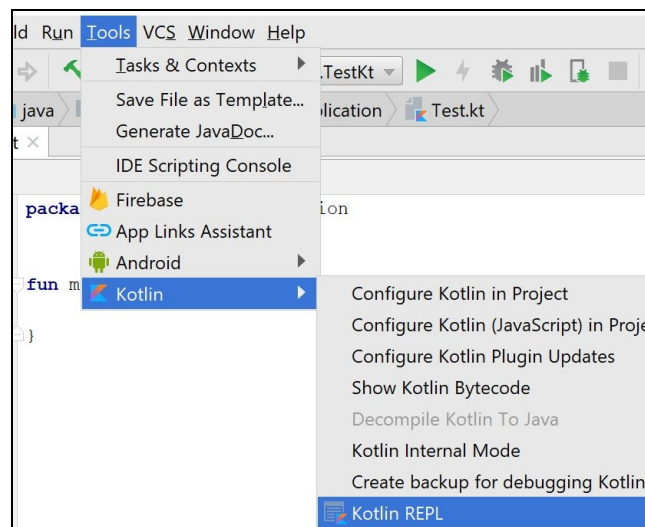 ld Run Tools VCS Window Help
Tasks & Contexts
.TestKt
Save File as Template...
java
lication
Test.kt
Generate JavaDoc...
t
IDE Scripting Console
Firebase
packa
ion
App Links Assistant
Android
fun m
Kotlin
Configure Kotlin in Project
Configure Kotlin (JavaScript) in Proje
}
Configure Kotlin Plugin Updates
Show Kotlin Bytecode
Decompile Kotlin To Java
Kotlin Internal Mode
Create backup for debugging Kotlin
Kotlin REPL